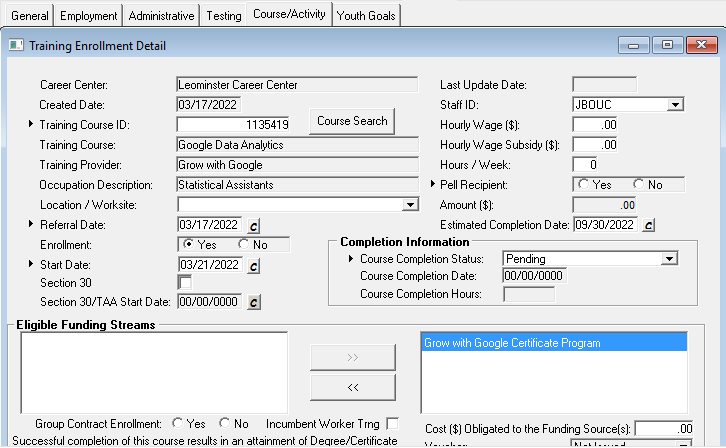 General Employment Administrative Testing Course/Activity Youth Goals
Training Enrollment Detail
Career Center: Leominster Career Center Last Update Date:
Created Date: 03/17/2022 Staff ID: JBOUC
Training Course ID: 1135419 Course Search Hourly Wage ($): .00
Training Course: Google Data Analytics Hourly Wage Subsidy ($): .00
Training Provider: Grow with Google Hours / Week: 0
Occupation Description: Statistical Assistants Pell Recipient: Yes No
Location / Worksite: Amount ($): .00
Referral Date: 03/17/2022 c Estimated Completion Date: 09/30/2022 c
Enrollment: Yes No Completion Information
Start Date: 03/21/2022 c Course Completion Status: Pending
Section 30 Course Completion Date: 00/00/0000
Section 30/TAA Start Date: 00/00/0000 c Course Completion Hours:
Eligible Funding Streams
Grow with Google Certificate Program
>>
<<
Group Contract Enrollment: Yes No Incumbent Worker Trng Cost ($) Obligated to the Funding Source(s): .00
Successful completion of this course results in an attainment of Degree/Certificate Voucher: Not Issued